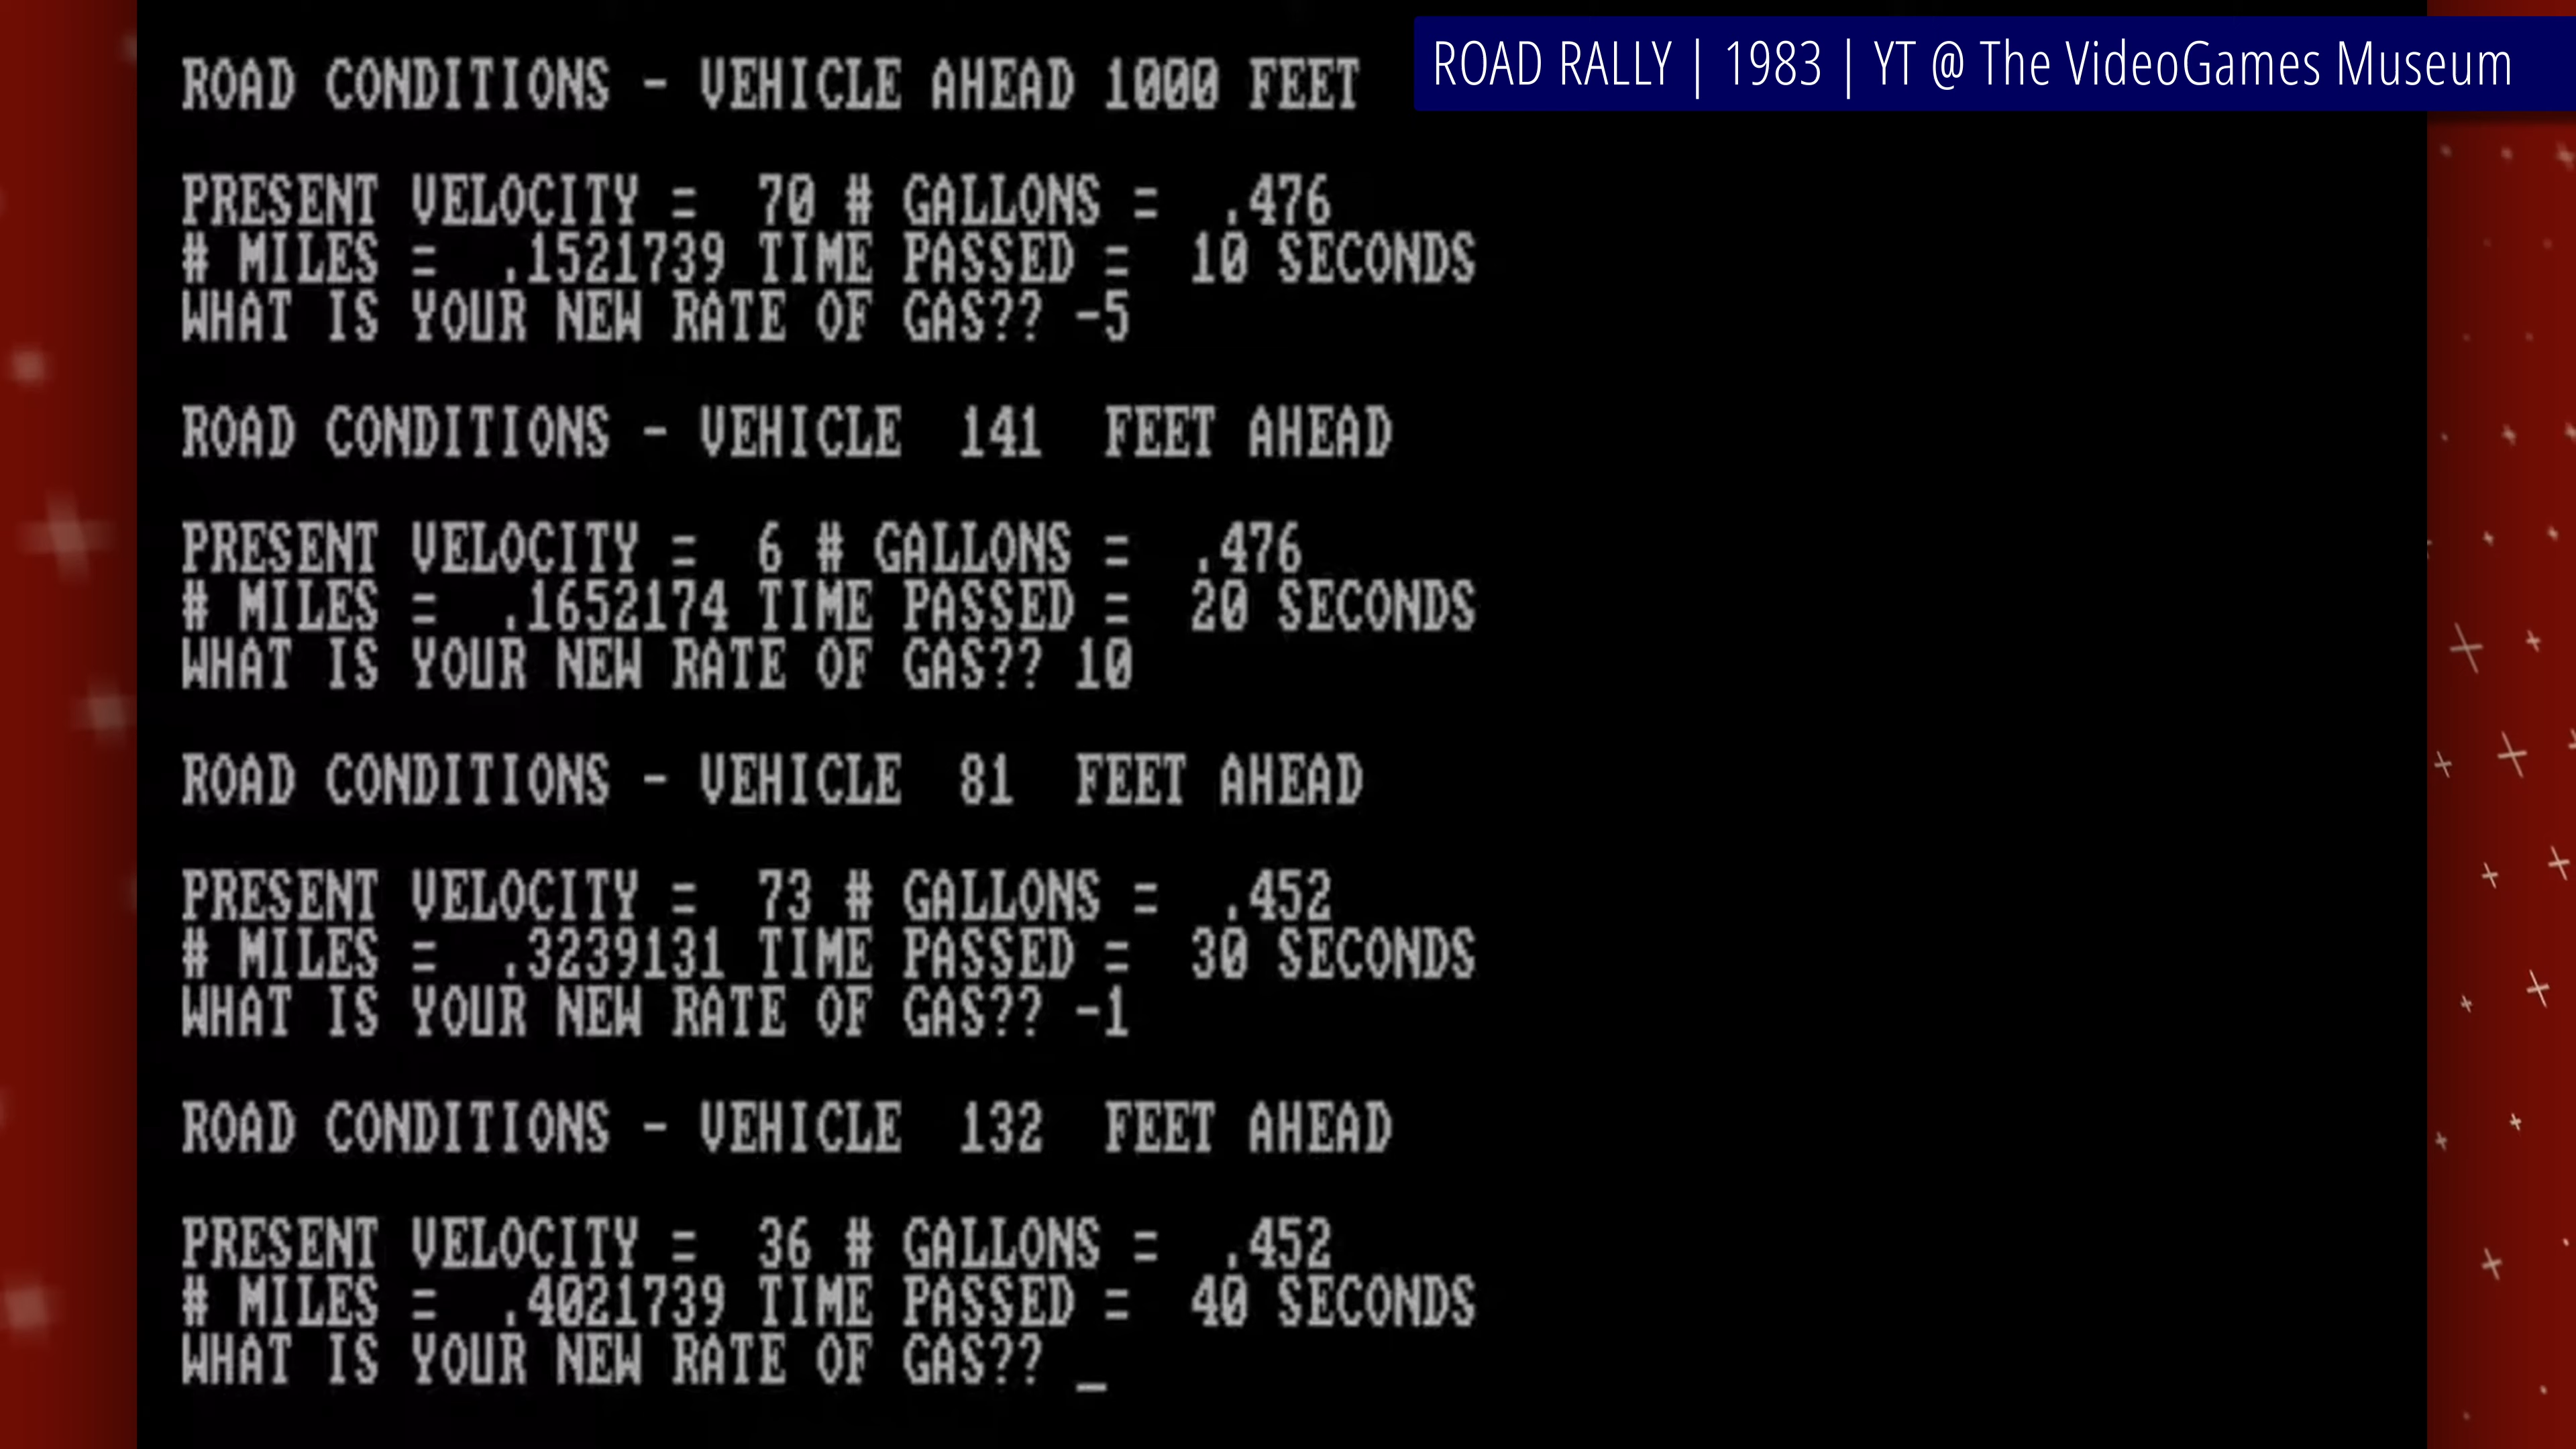 ROAD RALLY | 1983 | YT @ The VideoGames Museum
ROAD CONDITIONS - VEHICLE AHEAD 1000 FEET
PRESENT VELOCITY =  70 # GALLONS =  .476
# MILES =  .1521739 TIME PASSED =  10 SECONDS
WHAT IS YOUR NEW RATE OF GAS?? -5
ROAD CONDITIONS - VEHICLE  141  FEET AHEAD
PRESENT VELOCITY =  6 # GALLONS =  .476
# MILES =  .1652174 TIME PASSED =  20 SECONDS
WHAT IS YOUR NEW RATE OF GAS?? 10
ROAD CONDITIONS - VEHICLE  81  FEET AHEAD
PRESENT VELOCITY =  73 # GALLONS =  .452
# MILES =  .3239131 TIME PASSED =  30 SECONDS
WHAT IS YOUR NEW RATE OF GAS?? -1
ROAD CONDITIONS - VEHICLE  132  FEET AHEAD
PRESENT VELOCITY =  36 # GALLONS =  .452
# MILES =  .4021739 TIME PASSED =  40 SECONDS
WHAT IS YOUR NEW RATE OF GAS?? _